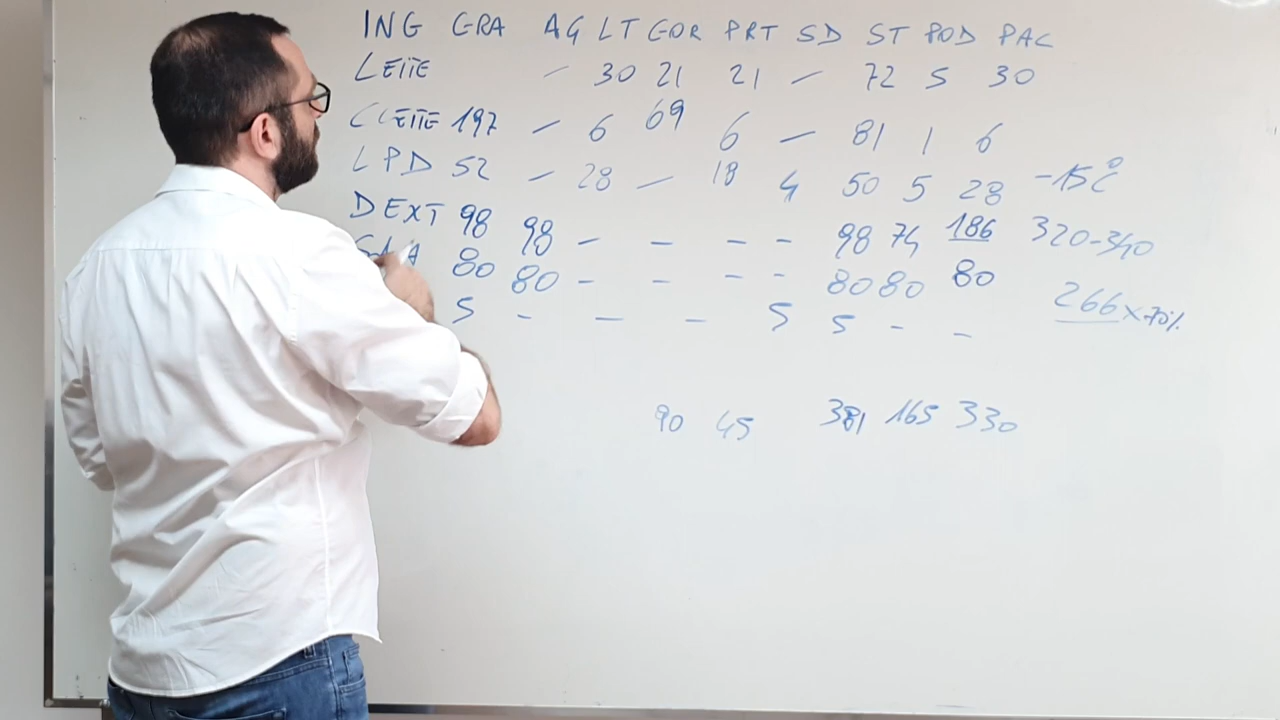 ING GRA AG LT GOR PRT SD ST POD PAC
LEITE — 30 21 21 — 72 5 30
C LEITE 197 — 6 69 6 — 81 1 6
LPD 52 — 28 — 18 4 50 5 28 -15°C
DEXT 98 98 — — — — 98 74 186 320-340
80 80 — — — — 80 80 80
5 — — — 5 5 — — 266 x 70%
90 45 381 165 330